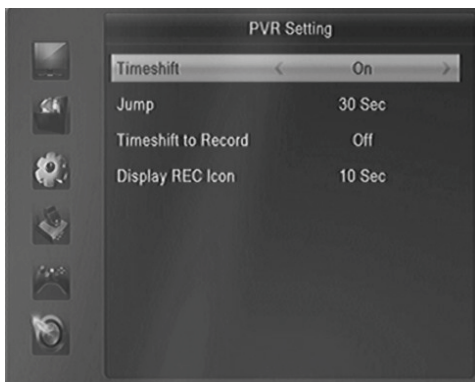 PVR Setting
Timeshift < On >
Jump 30 Sec
Timeshift to Record Off
Display REC Icon 10 Sec